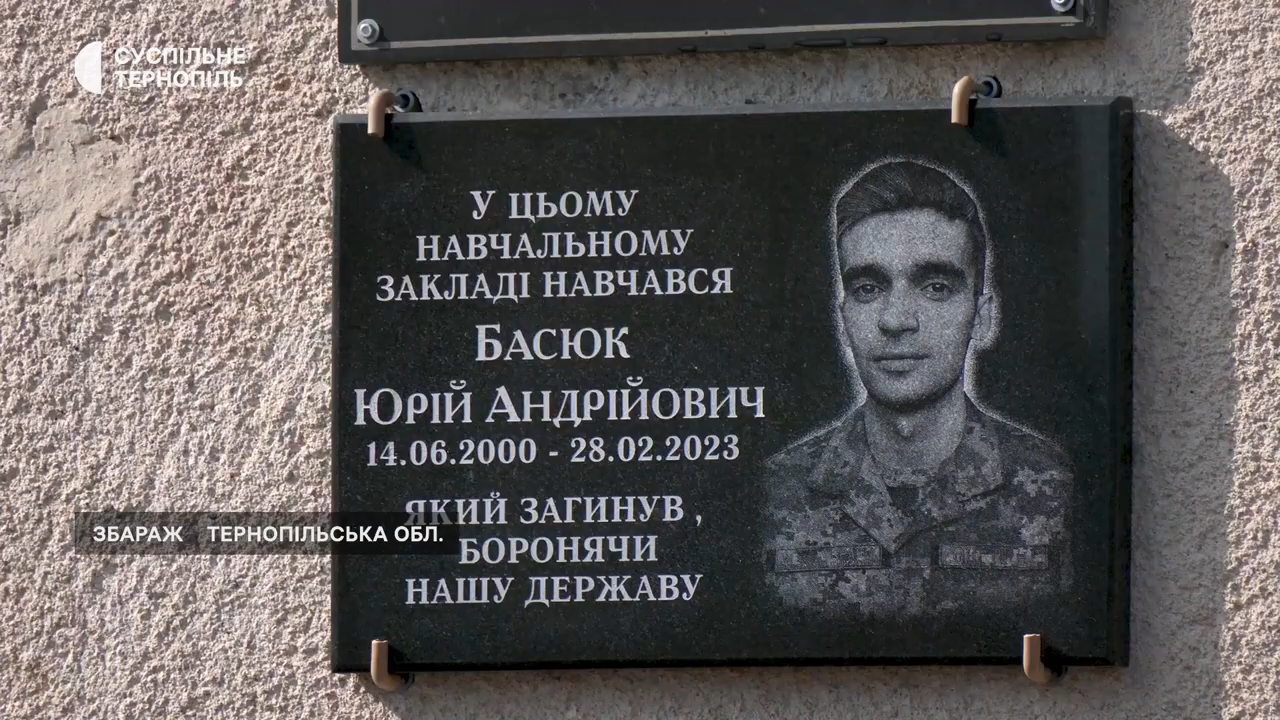 СУСПІЛЬНЕ
ТЕРНОПІЛЬ
У ЦЬОМУ
НАВЧАЛЬНОМУ
ЗАКЛАДІ НАВЧАВСЯ
БАСЮК
ЮРІЙ АНДРІЙОВИЧ
14.06.2000 - 28.02.2023
ЯКИЙ ЗАГИНУВ ,
БОРОНЯЧИ
НАШУ ДЕРЖАВУ
ЗБАРАЖ ТЕРНОПІЛЬСЬКА ОБЛ.